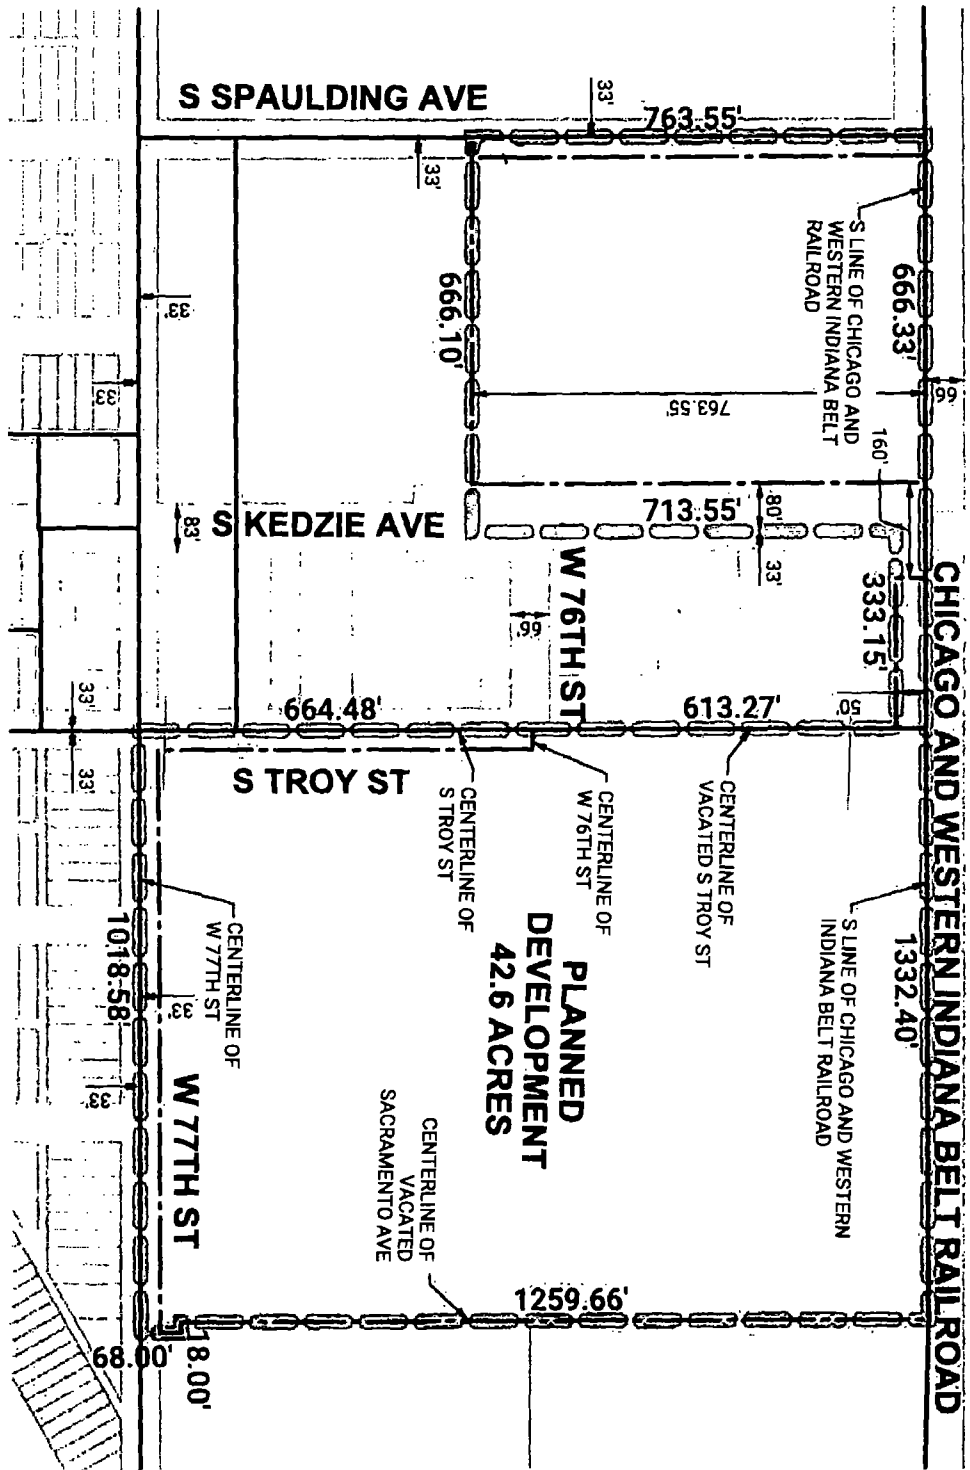 S SPAULDING AVE
33'
763.55'
33'
S LINE OF CHICAGO AND
WESTERN INDIANA BELT
RAILROAD
666.33'
66'
33'
666.10'
33'
763.55'
160'
S KEDZIE AVE
83'
713.55'
80'
33'
W 76TH ST
66'
333.15'
50'
CHICAGO AND WESTERN INDIANA BELT RAIL ROAD
33'
33'
664.48'
613.27'
S TROY ST
CENTERLINE OF
S TROY ST
CENTERLINE OF
W 76TH ST
CENTERLINE OF
VACATED S TROY ST
S LINE OF CHICAGO AND WESTERN
INDIANA BELT RAILROAD
1332.40'
PLANNED
DEVELOPMENT
42.6 ACRES
CENTERLINE OF
W 77TH ST
1018.58'
33'
33'
W 77TH ST
CENTERLINE OF
VACATED
SACRAMENTO AVE
1259.66'
68.00'
18.00'